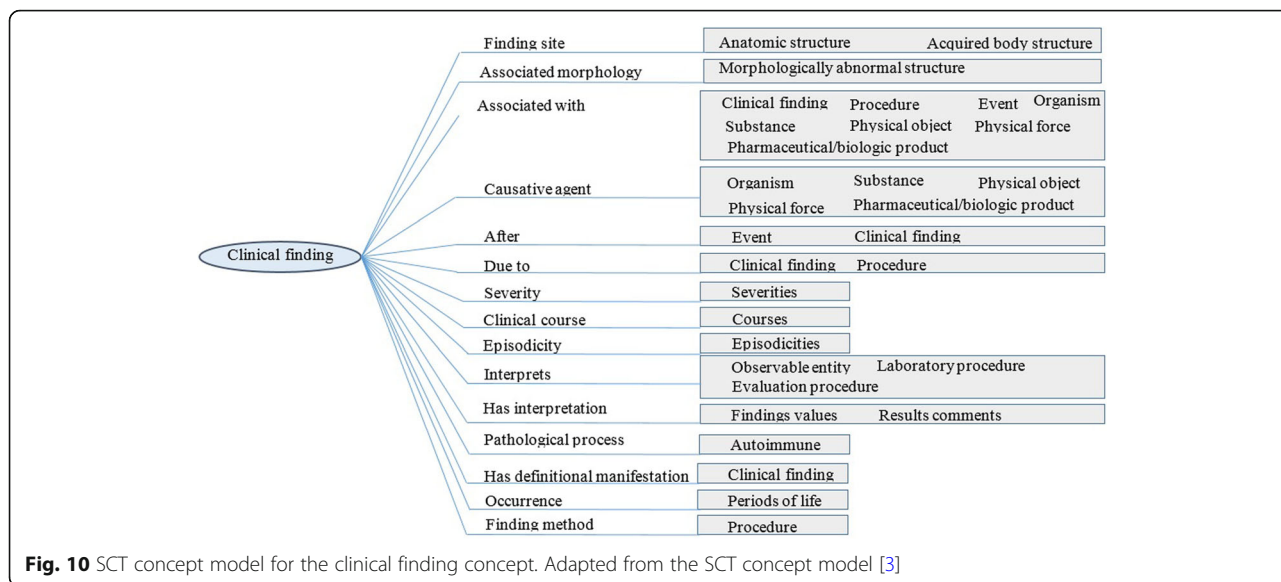 Finding site Anatomic structure Acquired body structure
Associated morphology Morphologically abnormal structure
Associated with Clinical finding Procedure Event Organism
Substance Physical object Physical force
Pharmaceutical/biologic product
Causative agent Organism Substance Physical object
Physical force Pharmaceutical/biologic product
After Event Clinical finding
Clinical finding
Due to Clinical finding Procedure
Severity Severities
Clinical course Courses
Episodicity Episodicities
Interprets Observable entity Laboratory procedure
Evaluation procedure
Has interpretation Findings values Results comments
Pathological process Autoimmune
Has definitional manifestation Clinical finding
Occurrence Periods of life
Finding method Procedure
Fig. 10 SCT concept model for the clinical finding concept. Adapted from the SCT concept model [3]